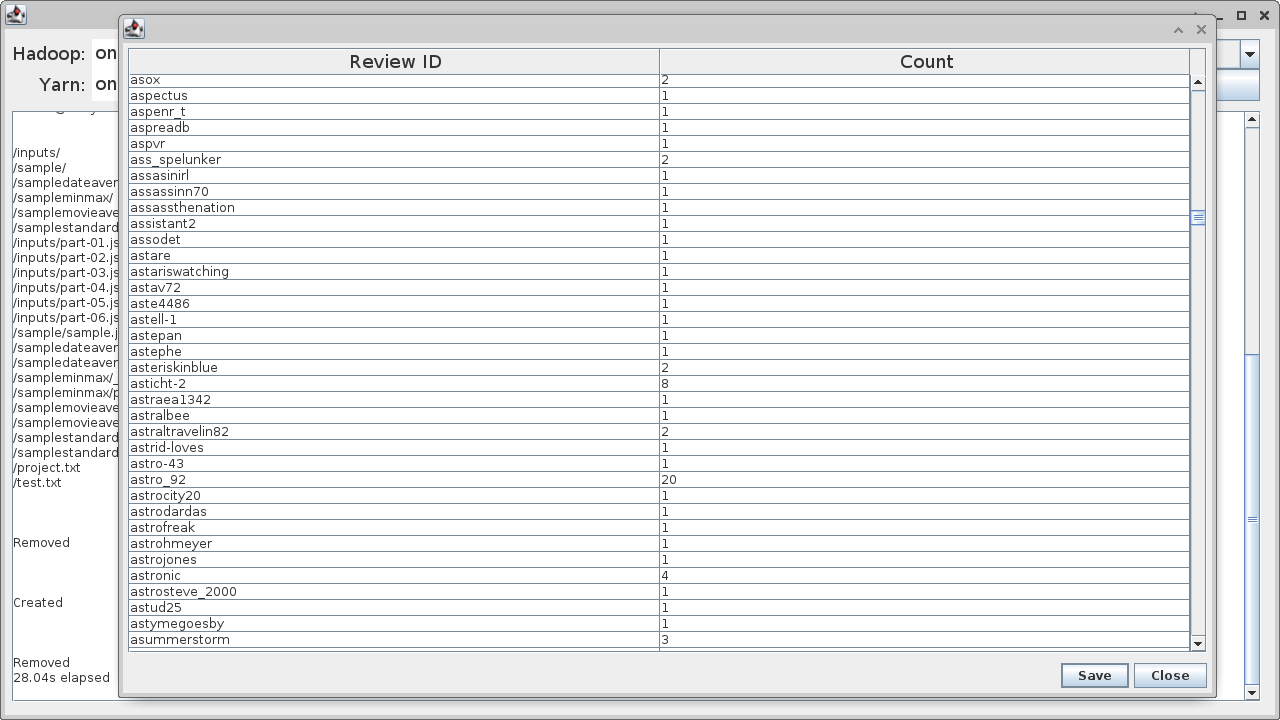 Hadoop: on
Yarn: on
/inputs/
/sample/
/sampledateaver
/sampleminmax/
/samplemovieave
/samplestandard
/inputs/part-01.js
/inputs/part-02.js
/inputs/part-03.js
/inputs/part-04.js
/inputs/part-05.js
/inputs/part-06.js
/sample/sample.j
/sampledateaver
/sampledateaver
/sampleminmax/_
/sampleminmax/p
/samplemovieave
/samplemovieave
/samplestandard
/samplestandard
/project.txt
/test.txt
Removed
Created
Removed
28.04s elapsed
Review ID Count
asox 2
aspectus 1
aspenr_t 1
aspreadb 1
aspvr 1
ass_spelunker 2
assasinirl 1
assassinn70 1
assassthenation 1
assistant2 1
assodet 1
astare 1
astariswatching 1
astav72 1
aste4486 1
astell-1 1
astepan 1
astephe 1
asteriskinblue 2
asticht-2 8
astraea1342 1
astralbee 1
astraltravelin82 2
astrid-loves 1
astro-43 1
astro_92 20
astrocity20 1
astrodardas 1
astrofreak 1
astrohmeyer 1
astrojones 1
astronic 4
astrosteve_2000 1
astud25 1
astymegoesby 1
asummerstorm 3
Save Close